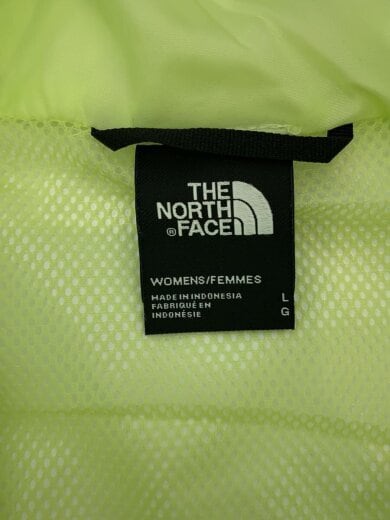 THE
NORTH
®FACE
WOMENS/FEMMES
MADE IN INDONESIA
FABRIQUÉ EN
INDONÉSIE
L
G